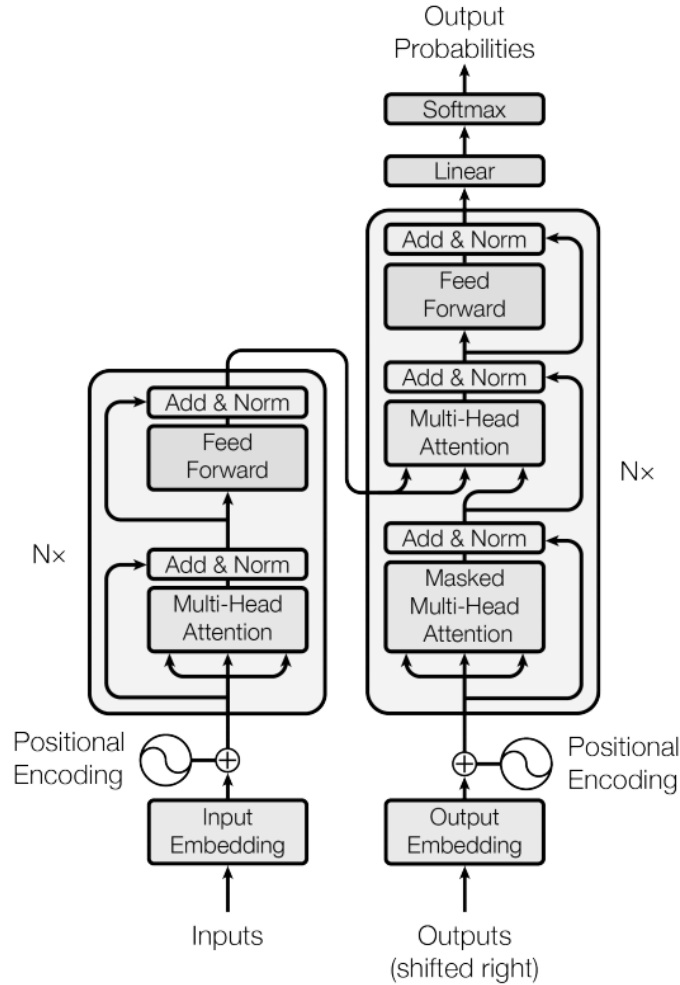 Output
Probabilities
Softmax
Linear
Add & Norm
Feed
Forward
Add & Norm
Multi-Head
Attention
Add & Norm
Masked
Multi-Head
Attention
N×
Add & Norm
Feed
Forward
Add & Norm
Multi-Head
Attention
N×
Positional
Encoding
Positional
Encoding
Input
Embedding
Output
Embedding
Inputs
Outputs
(shifted right)